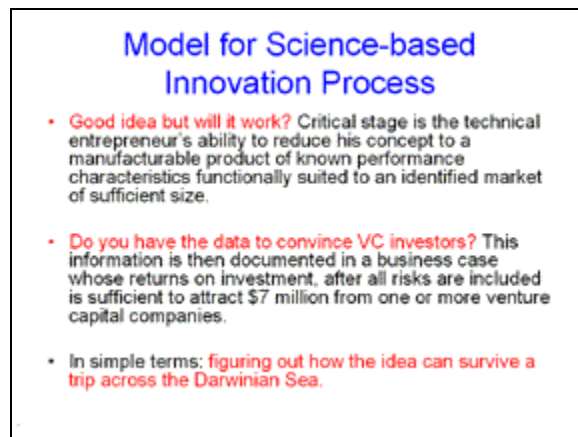 Model for Science-based
Innovation Process
• Good idea but will it work? Critical stage is the technical
entrepreneur's ability to reduce his concept to a
manufacturable product of known performance
characteristics functionally suited to an identified market
of sufficient size.
• Do you have the data to convince VC investors? This
information is then documented in a business case
whose returns on investment, after all risks are included
is sufficient to attract $7 million from one or more venture
capital companies.
• In simple terms: figuring out how the idea can survive a
trip across the Darwinian Sea.